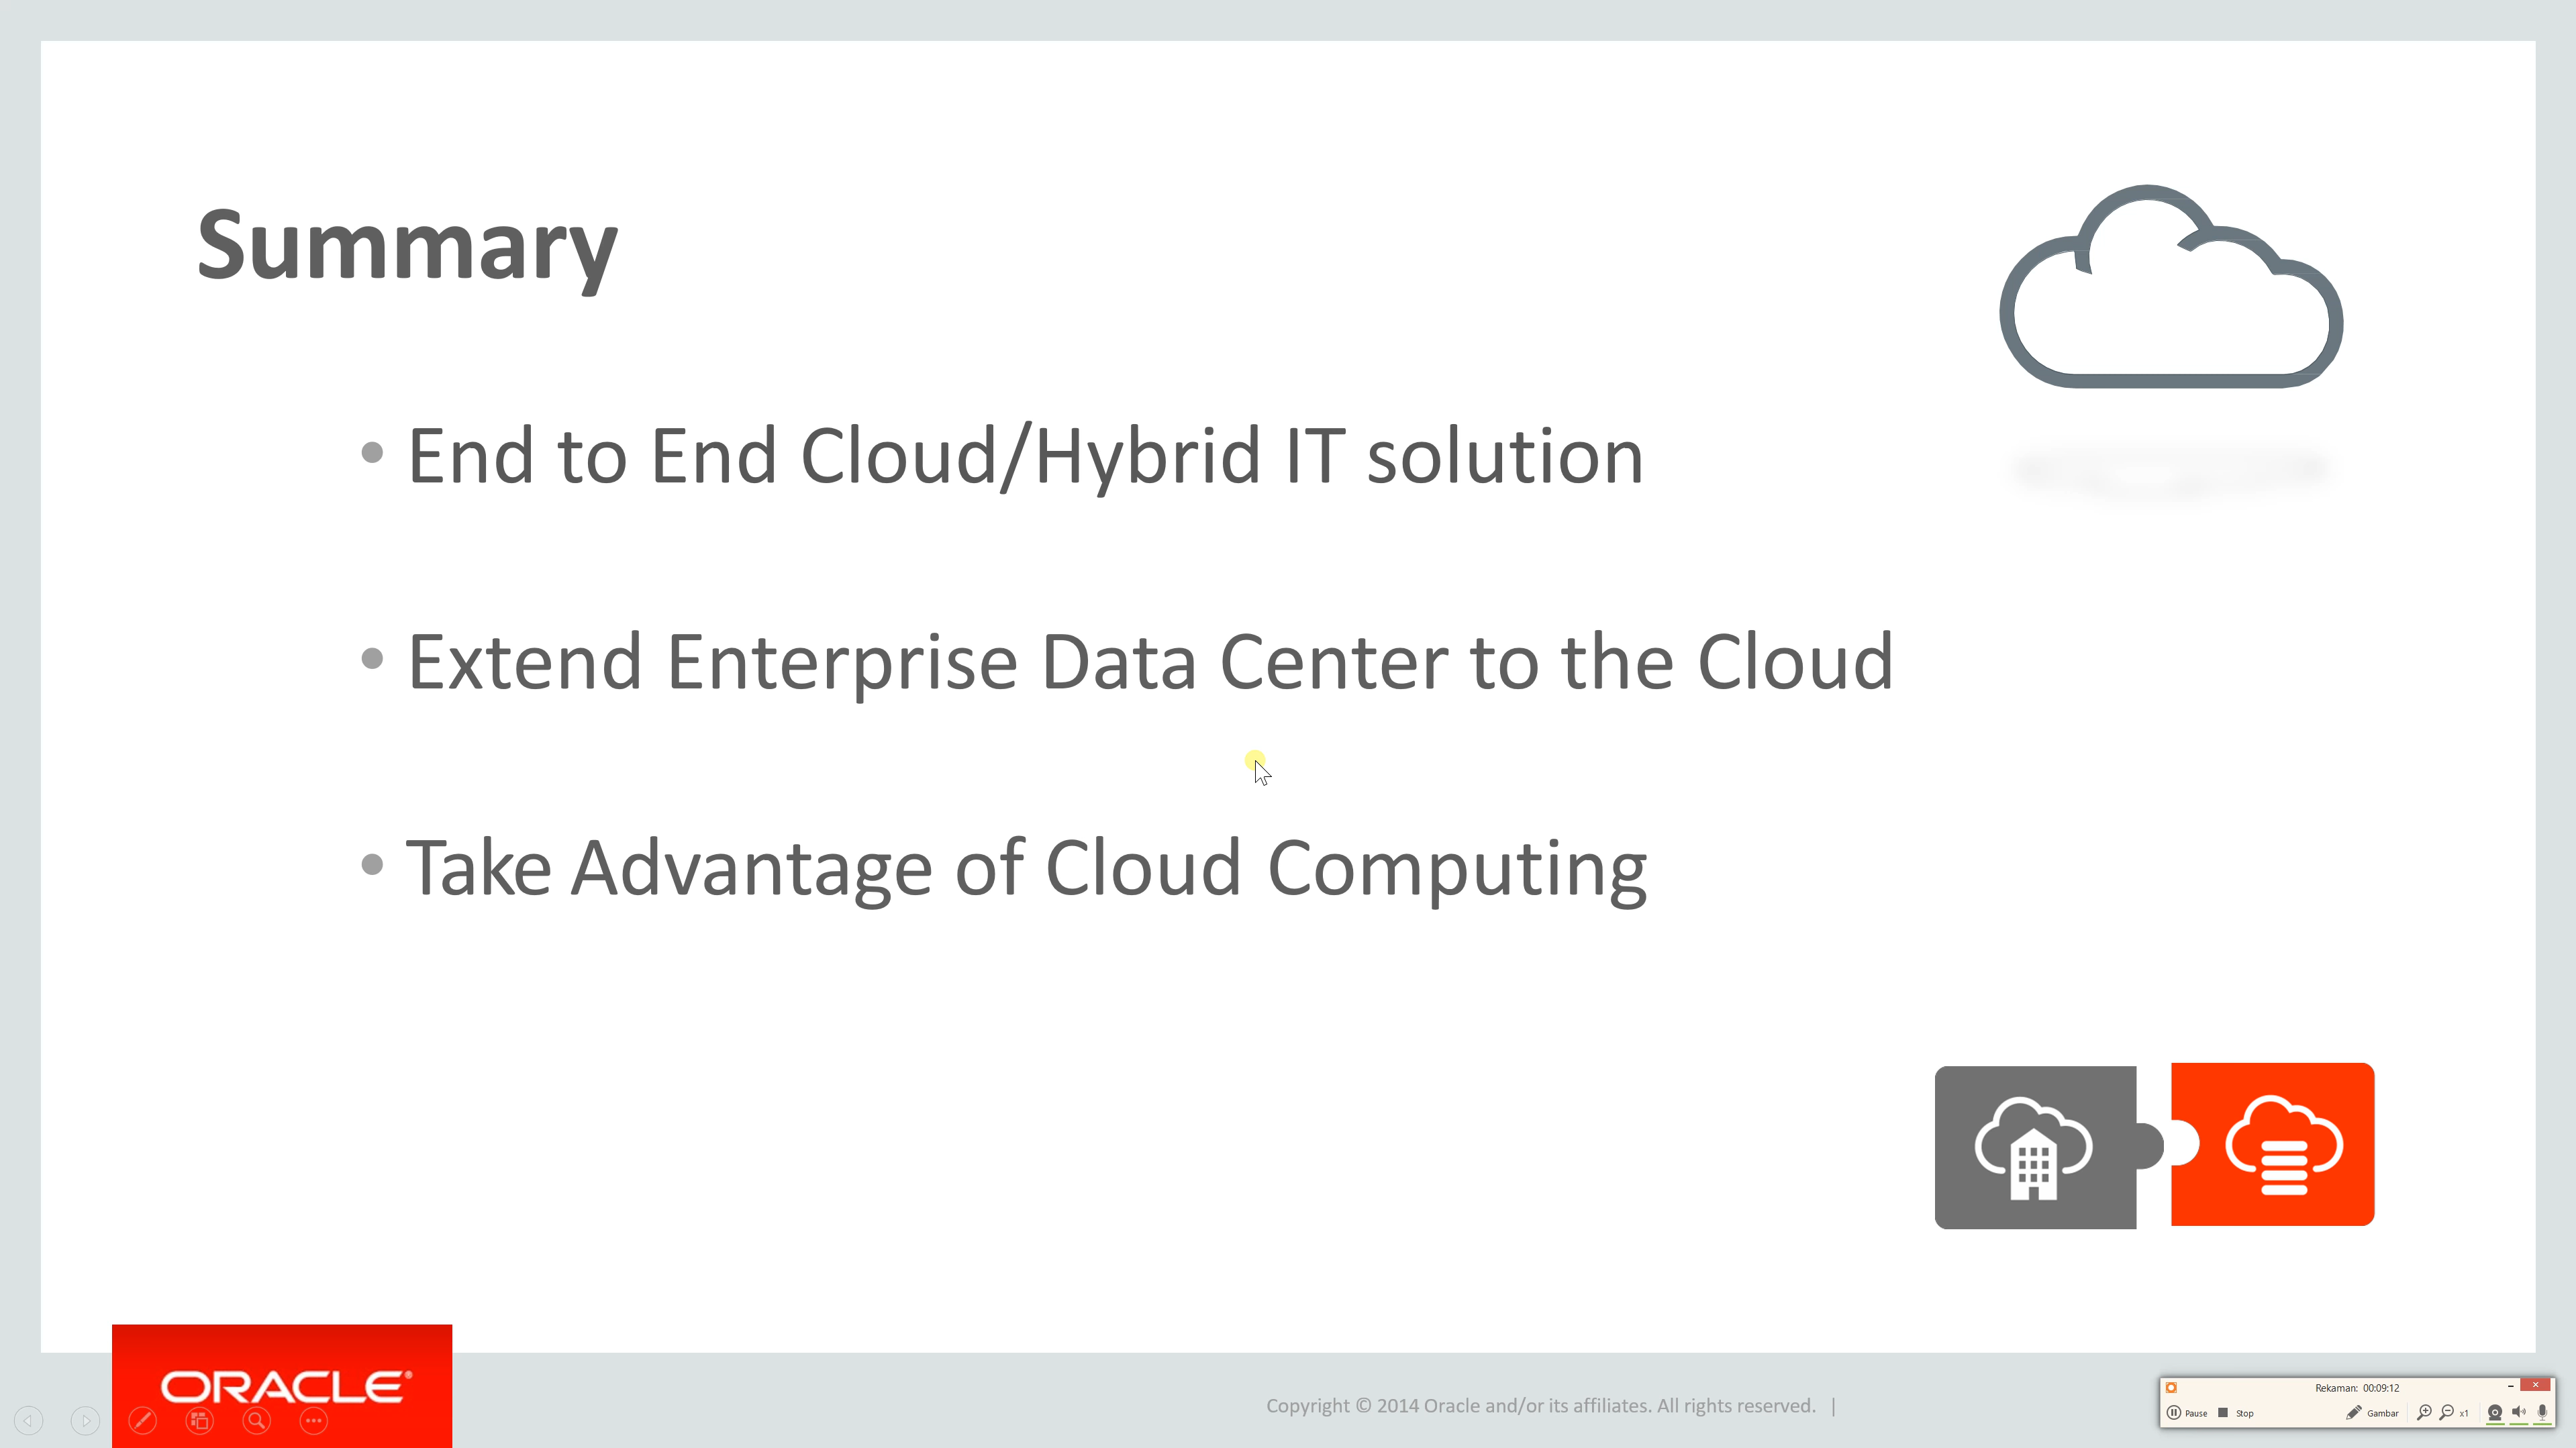 Summary
• End to End Cloud/Hybrid IT solution
• Extend Enterprise Data Center to the Cloud
• Take Advantage of Cloud Computing
ORACLE®
Copyright © 2014 Oracle and/or its affiliates. All rights reserved. |
Rekaman: 00:09:12
Pause Stop Gambar x1